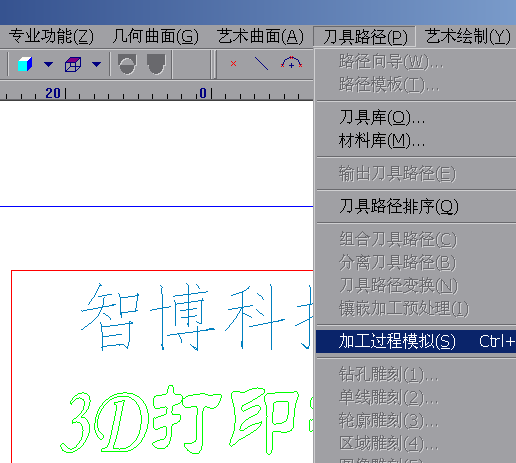 专业功能(Z) 几何曲面(G) 艺术曲面(A) 刀具路径(P) 艺术绘制(Y)
路径向导(W)...
路径模板(T)...
20 0
刀具库(O)...
材料库(M)...
输出刀具路径(E)
刀具路径排序(Q)
组合刀具路径(C)
分离刀具路径(B)
刀具路径变换(N)
镶嵌加工预处理(I)
智博科
加工过程模拟(S) Ctrl+
钻孔雕刻(1)...
单线雕刻(2)...
3D打印
轮廓雕刻(3)...
区域雕刻(4)...